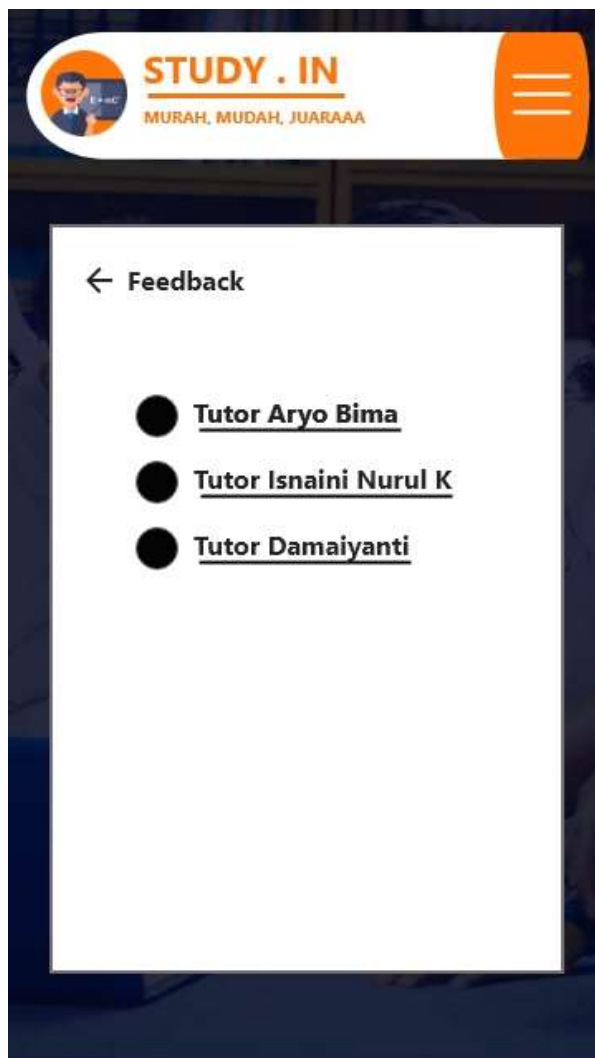 STUDY . IN
MURAH, MUDAH, JUARAAA
Feedback
Tutor Aryo Bima
Tutor Isnaini Nurul K
Tutor Damaiyanti